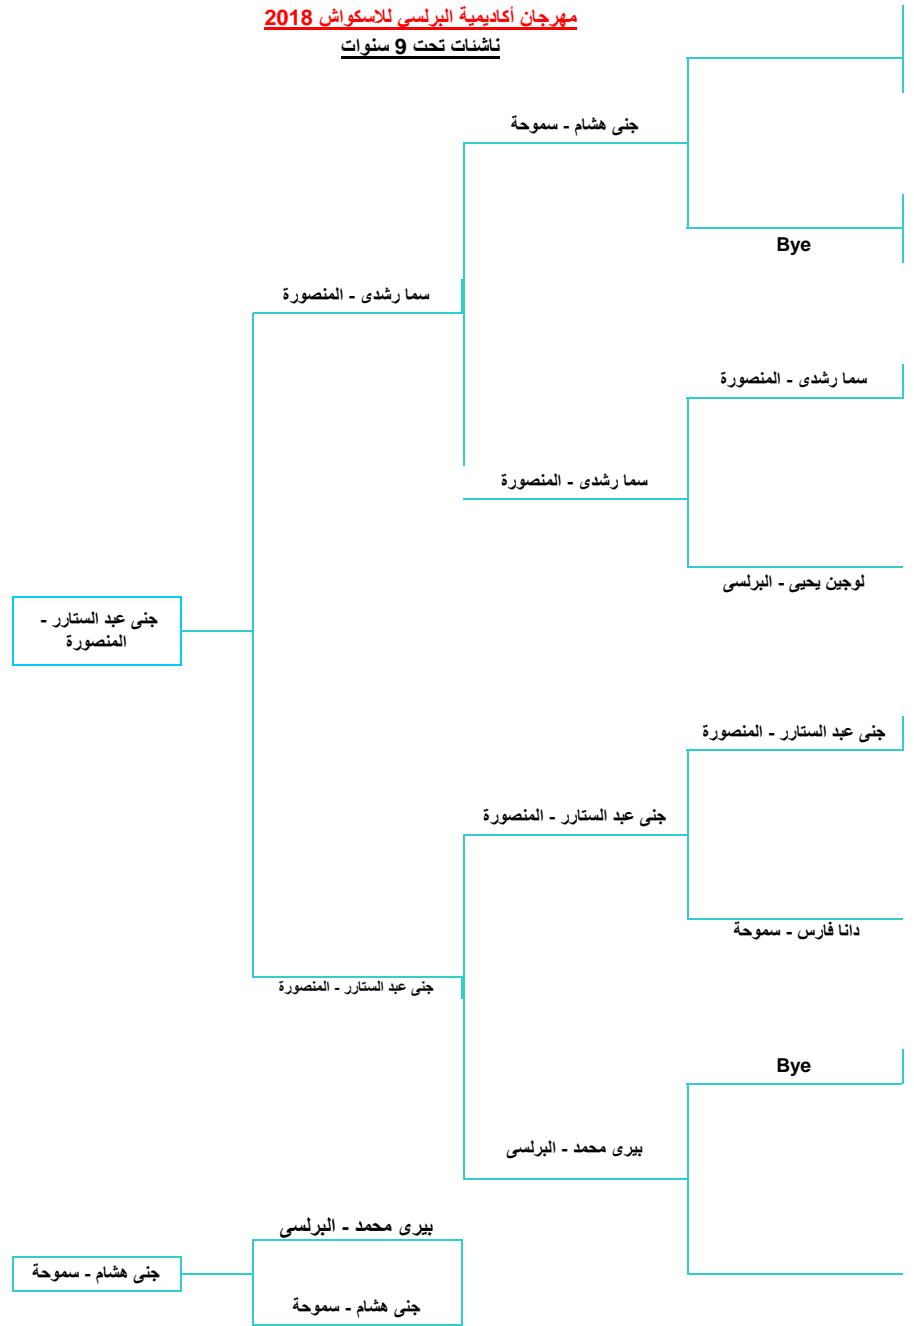 مهرجان أكاديمية البرلسى للاسكواش 2018
ناشئات تحت 9 سنوات
جنى هشام - سموحة
Bye
سما رشدى - المنصورة
سما رشدى - المنصورة
سما رشدى - المنصورة
لوجين يحيى - البرلسى
جنى عبد الستارر -
المنصورة
جنى عبد الستارر - المنصورة
جنى عبد الستارر - المنصورة
دانا فارس - سموحة
جنى عبد الستارر - المنصورة
Bye
بيرى محمد - البرلسى
بيرى محمد - البرلسى
جنى هشام - سموحة
جنى هشام - سموحة